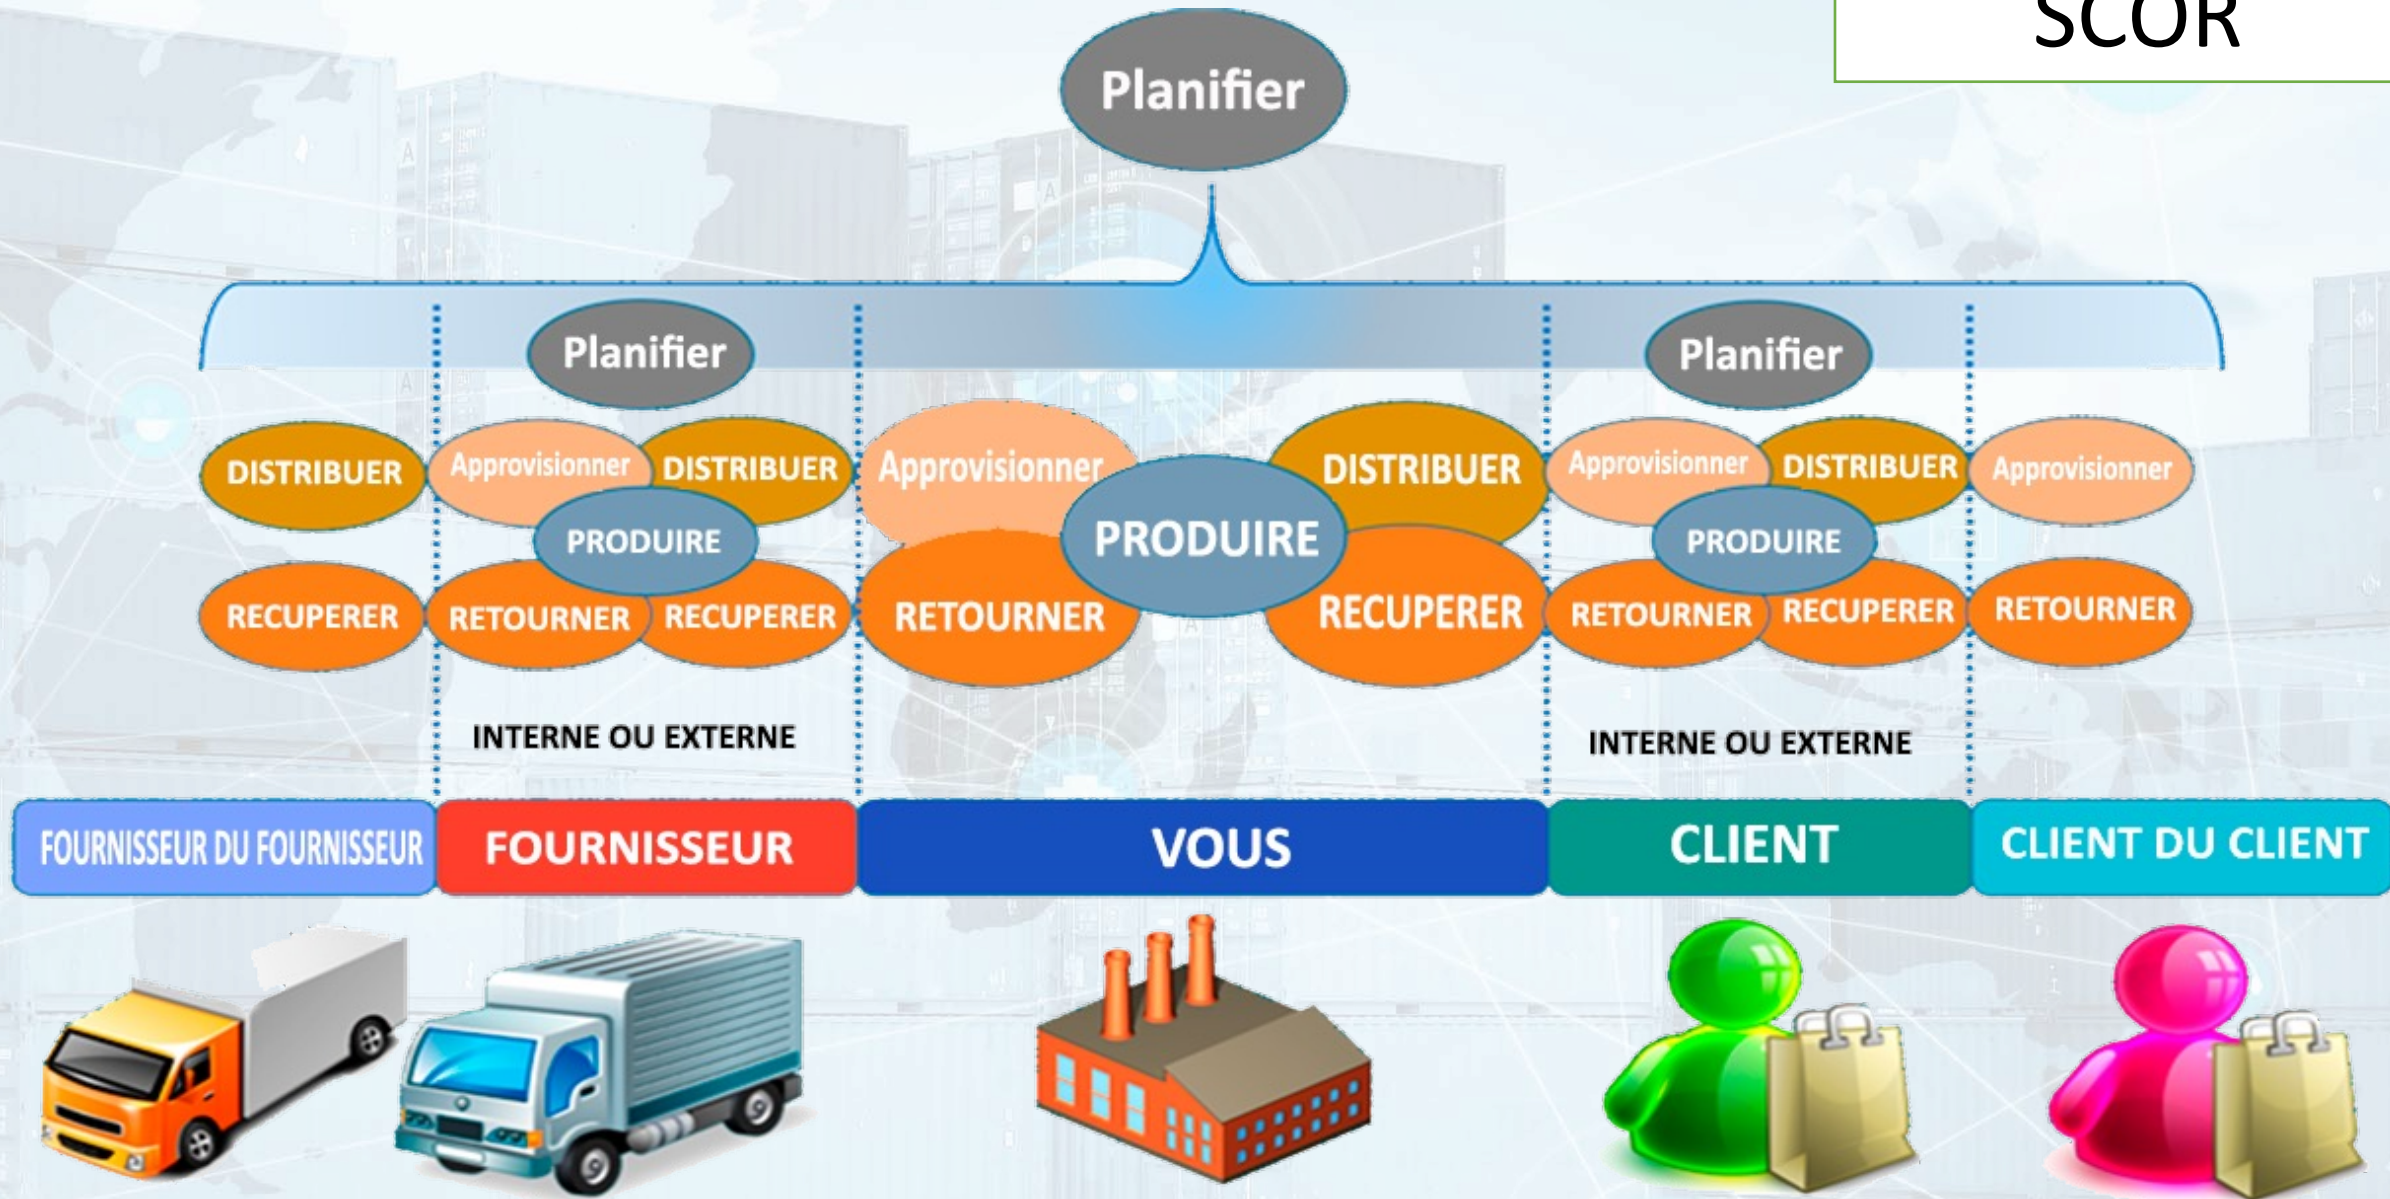 SCOR
Planifier
Planifier
Planifier
DISTRIBUER
Approvisionner
DISTRIBUER
Approvisionner
DISTRIBUER
Approvisionner
DISTRIBUER
Approvisionner
PRODUIRE
PRODUIRE
PRODUIRE
RECUPERER
RETOURNER
RECUPERER
RETOURNER
RECUPERER
RETOURNER
RECUPERER
RETOURNER
INTERNE OU EXTERNE
INTERNE OU EXTERNE
FOURNISSEUR DU FOURNISSEUR
FOURNISSEUR
VOUS
CLIENT
CLIENT DU CLIENT